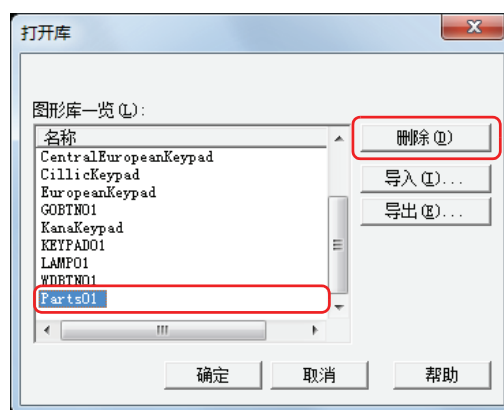 打开库
图形库一览(L):
名称
CentralEuropeanKeypad
CillicKeypad
EuropeanKeypad
GOBTN01
KanaKeypad
KEYPAD01
LAMP01
WDBTN01
Parts01
删除(D)
导入(I)...
导出(E)...
确定
取消
帮助